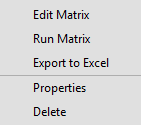 Edit Matrix
Run Matrix
Export to Excel
Properties
Delete